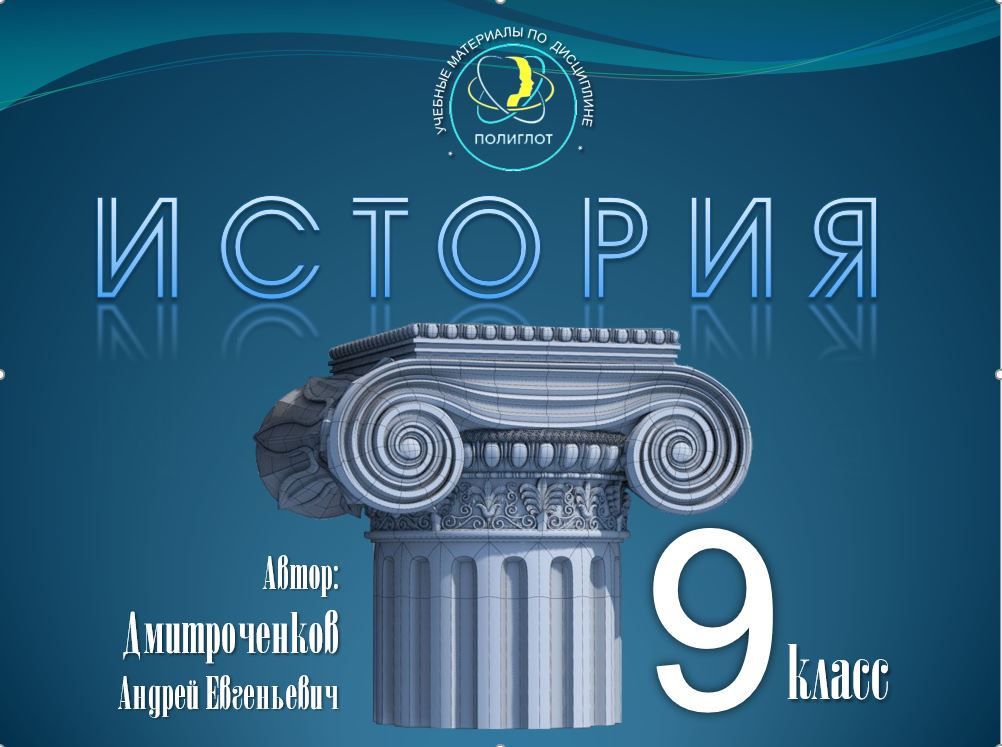 УЧЕБНЫЕ МАТЕРИАЛЫ ПО ДИСЦИПЛИНЕ
ПОЛИГЛОТ
ИСТОРИЯ
Автор:
Дмитроченков
Андрей Евгеньевич
9 класс